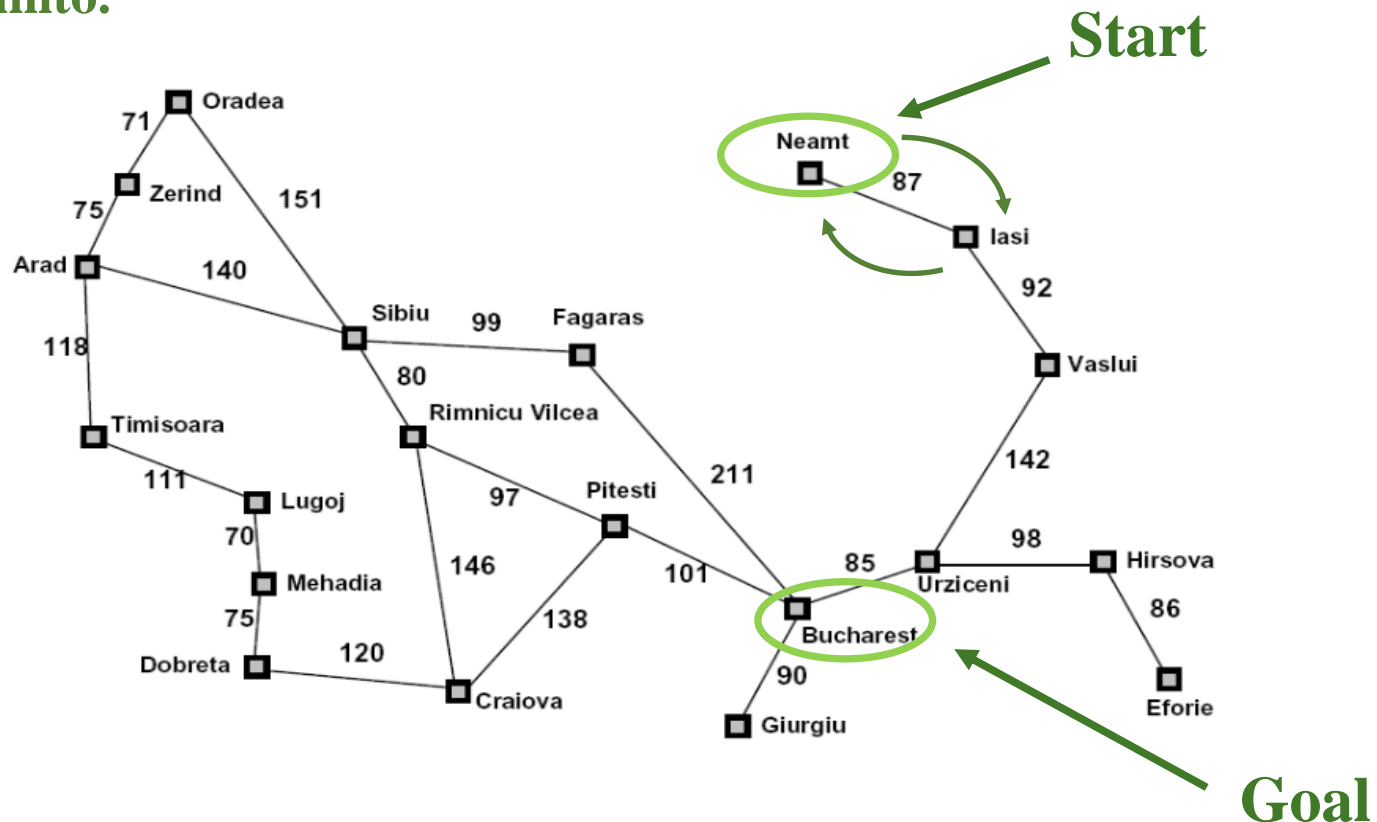 Start
Oradea
71
Neamt
87
Zerind
151
75
Iasi
Arad
140
92
Sibiu
99
Fagaras
118
80
Vaslui
Rimnicu Vilcea
Timisoara
142
111
211
97
Pitesti
Lugoj
70
98
146
101
85
Hirsova
Mehadia
Urziceni
75
138
86
Bucharest
120
Dobreta
90
Craiova
Eforie
Giurgiu
Goal